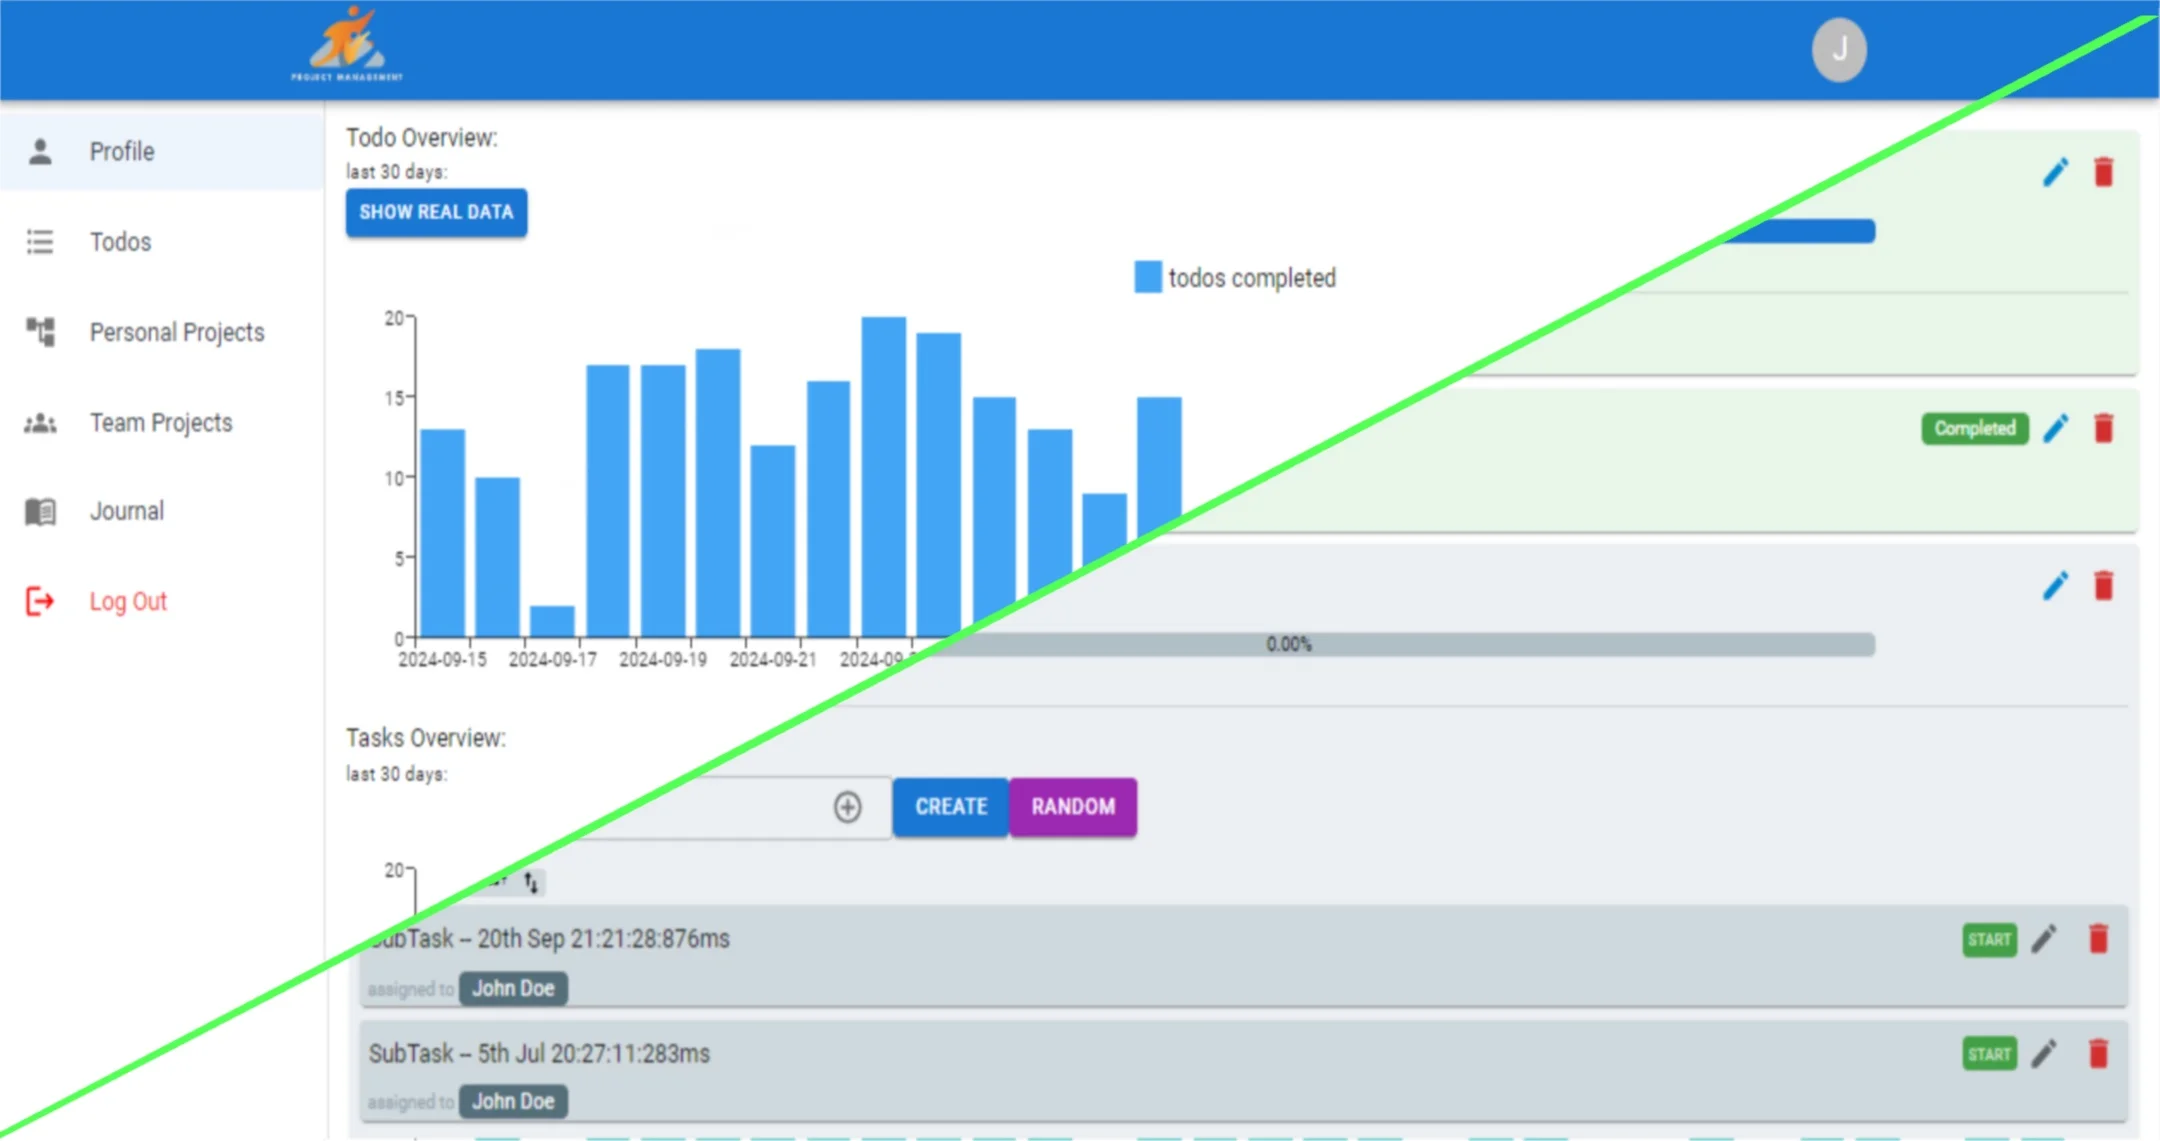 PROJECT MANAGEMENT
J
Profile
Todos
Personal Projects
Team Projects
Journal
Log Out
Todo Overview:
last 30 days:
SHOW REAL DATA
todos completed
20
15
10
5
0
2024-09-15 2024-09-17 2024-09-19 2024-09-21 2024-09-
Completed
0.00%
Tasks Overview:
last 30 days:
CREATE RANDOM
20
SubTask – 20th Sep 21:21:28:876ms
START
assigned to John Doe
SubTask – 5th Jul 20:27:11:283ms
START
assigned to John Doe